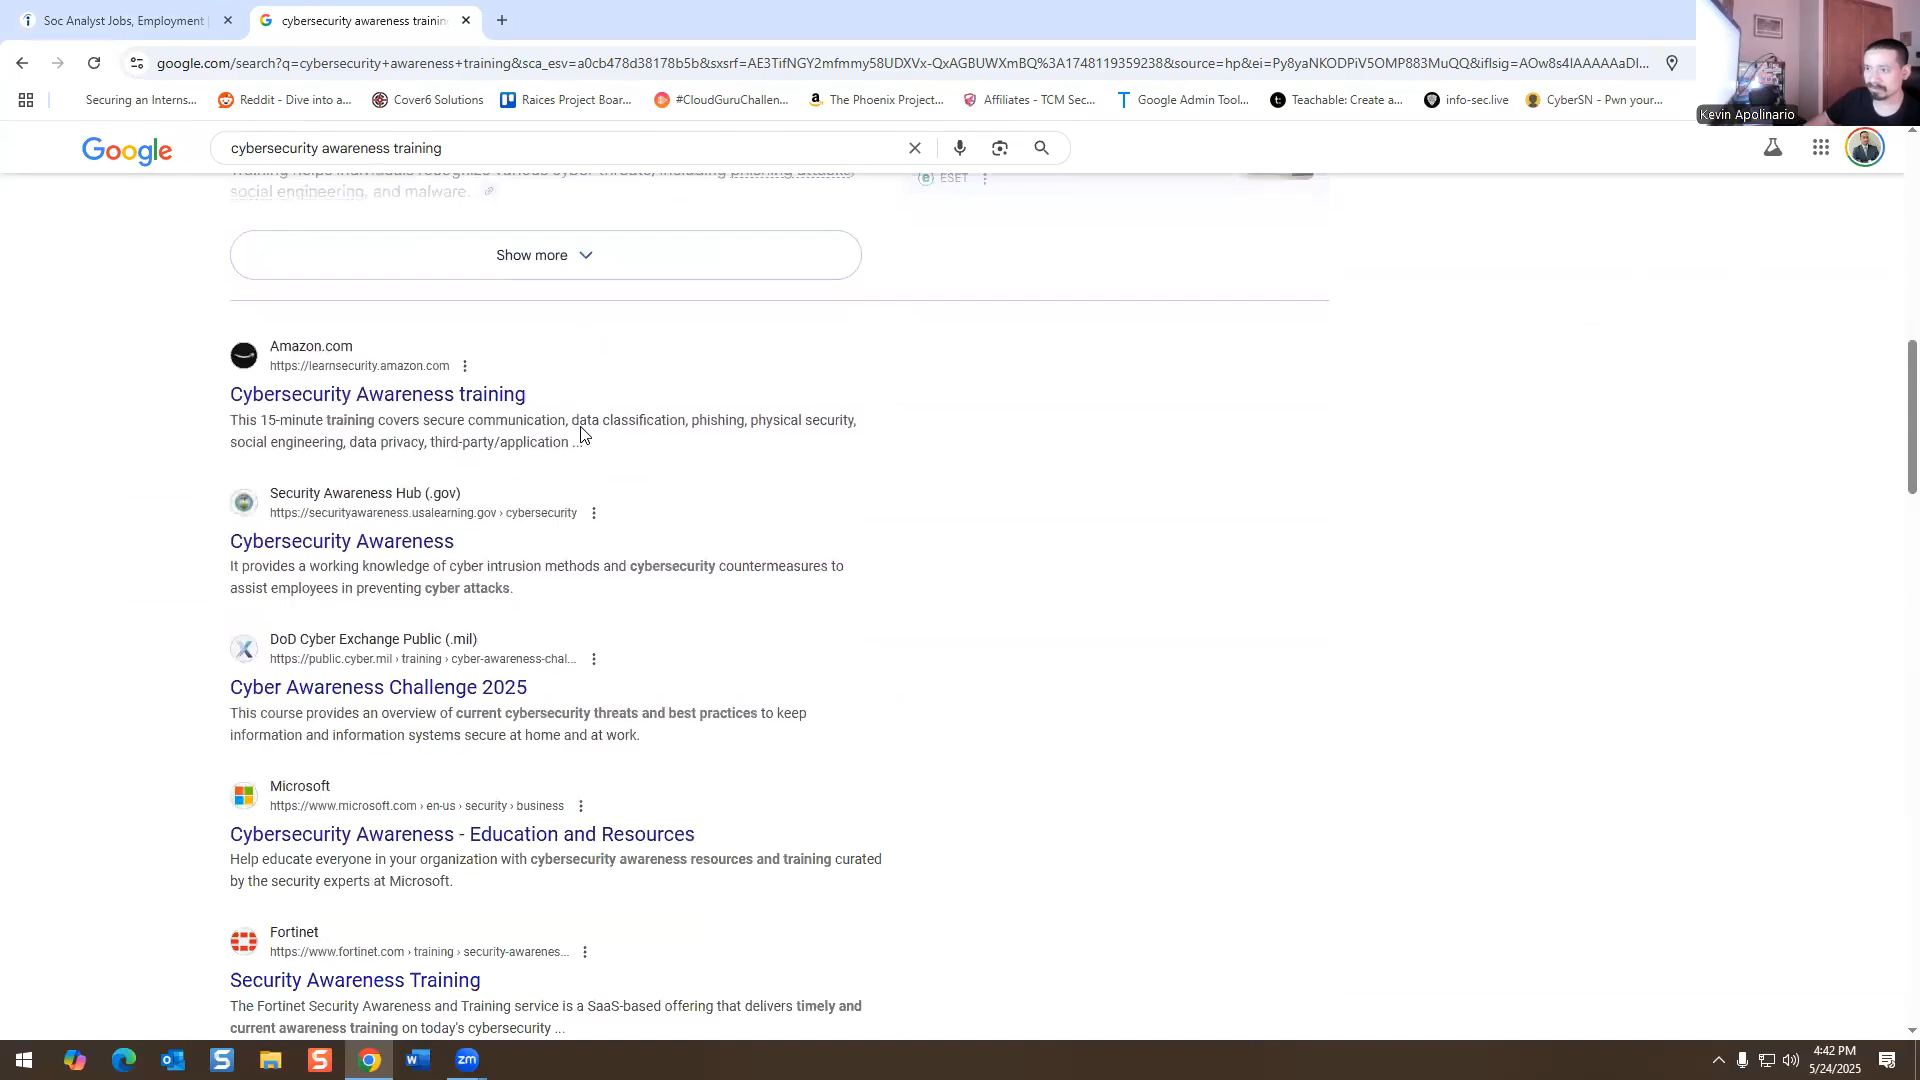 Soc Analyst Jobs, Employment
cybersecurity awareness trainin
google.com/search?q=cybersecurity+awareness+training&sca_esv=a0cb478d38178b5b&sxsrf=AE3TifNGY2mfmmy58UDXVx-QxAGBUWXmBQ%3A1748119359238&source=hp&ei=Py8yaNKODPiV5OMP883MuQQ&iflsig=AOw8s4IAAAAAaDI...
Securing an Interns...
Reddit - Dive into a...
Cover6 Solutions
Raices Project Boar...
#CloudGuruChallen...
The Phoenix Project...
Affiliates - TCM Sec...
Google Admin Tool...
Teachable: Create a...
info-sec.live
CyberSN - Pwn your...
Kevin Apolinario
Google
cybersecurity awareness training
training helps individuals recognize various cyber threats, including phishing attacks,
social engineering, and malware.
ESET
Show more
Amazon.com
https://learnsecurity.amazon.com
Cybersecurity Awareness training
This 15-minute training covers secure communication, data classification, phishing, physical security,
social engineering, data privacy, third-party/application ...
Security Awareness Hub (.gov)
https://securityawareness.usalearning.gov › cybersecurity
Cybersecurity Awareness
It provides a working knowledge of cyber intrusion methods and cybersecurity countermeasures to
assist employees in preventing cyber attacks.
DoD Cyber Exchange Public (.mil)
https://public.cyber.mil › training › cyber-awareness-chal...
Cyber Awareness Challenge 2025
This course provides an overview of current cybersecurity threats and best practices to keep
information and information systems secure at home and at work.
Microsoft
https://www.microsoft.com › en-us › security › business
Cybersecurity Awareness - Education and Resources
Help educate everyone in your organization with cybersecurity awareness resources and training curated
by the security experts at Microsoft.
Fortinet
https://www.fortinet.com › training › security-awarenes...
Security Awareness Training
The Fortinet Security Awareness and Training service is a SaaS-based offering that delivers timely and
current awareness training on today's cybersecurity ...
zm
4:42 PM
5/24/2025